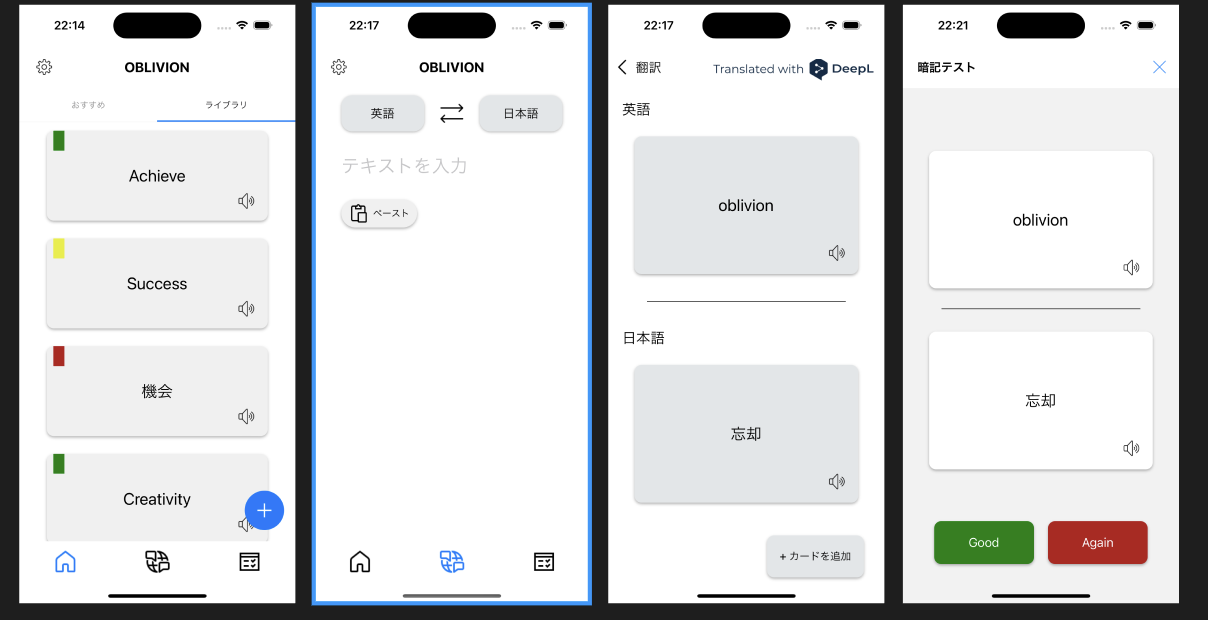 22:14
OBLIVION
おすすめ
ライブラリ
Achieve
Success
機会
Creativity
+
22:17
OBLIVION
英語
日本語
テキストを入力
ペースト
22:17
翻訳
Translated with DeepL
英語
oblivion
日本語
忘却
+ カードを追加
22:21
暗記テスト
oblivion
忘却
Good
Again